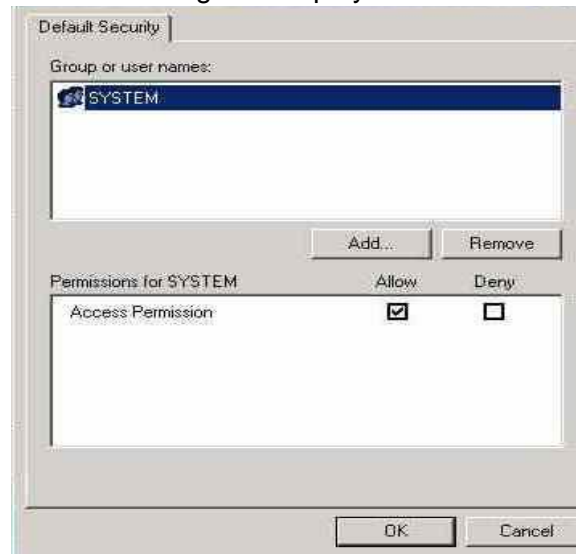 Default Security
Group or user names:
SYSTEM
Add... Remove
Permissions for SYSTEM Allow Deny
Access Permission
OK Cancel